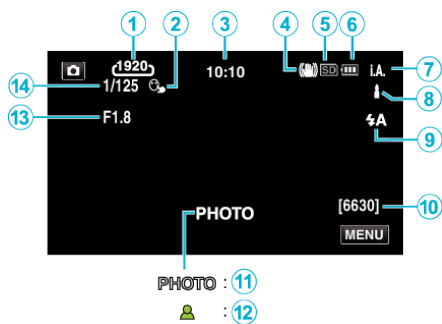 1 2 3 4 5 6
1920 10:10 SD i.A. 7
14 1/125 8
13 F1.8 A 9
PHOTO [6630] 10
MENU
PHOTO : 11
: 12